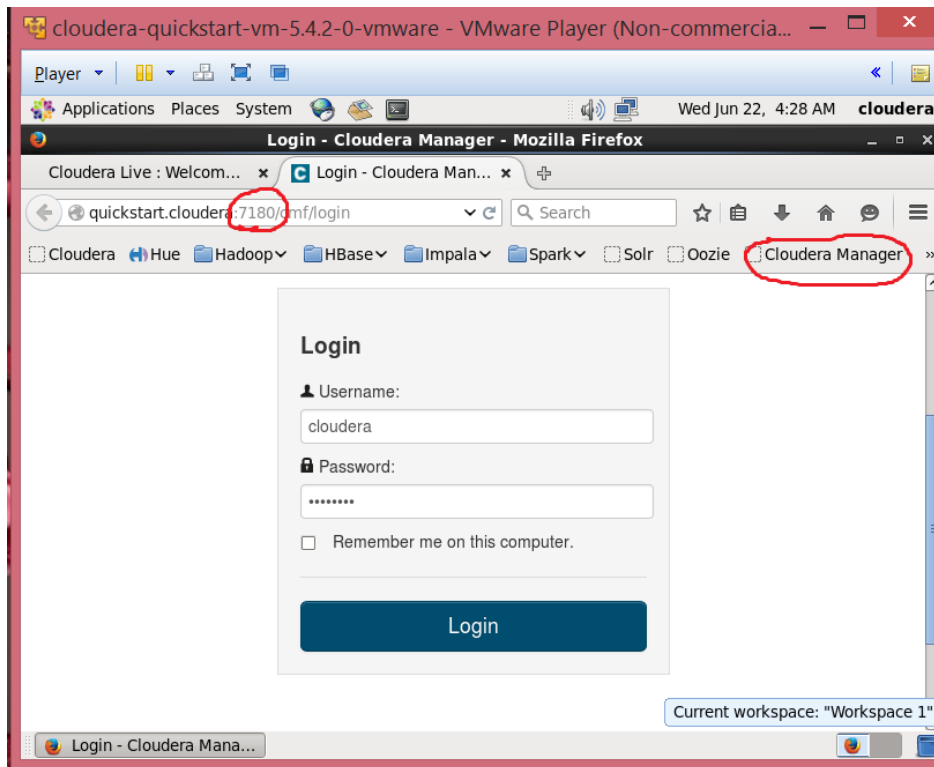 cloudera-quickstart-vm-5.4.2-0-vmware - VMware Player (Non-commercia...
Player
Applications Places System Wed Jun 22, 4:28 AM cloudera
Login - Cloudera Manager - Mozilla Firefox
Cloudera Live : Welcom... Login - Cloudera Man...
quickstart.cloudera:7180/cmf/login Search
Cloudera Hue Hadoop HBase Impala Spark Solr Oozie Cloudera Manager »
Login
Username:
cloudera
Password:
••••••••
Remember me on this computer.
Login
Current workspace: "Workspace 1"
Login - Cloudera Mana...